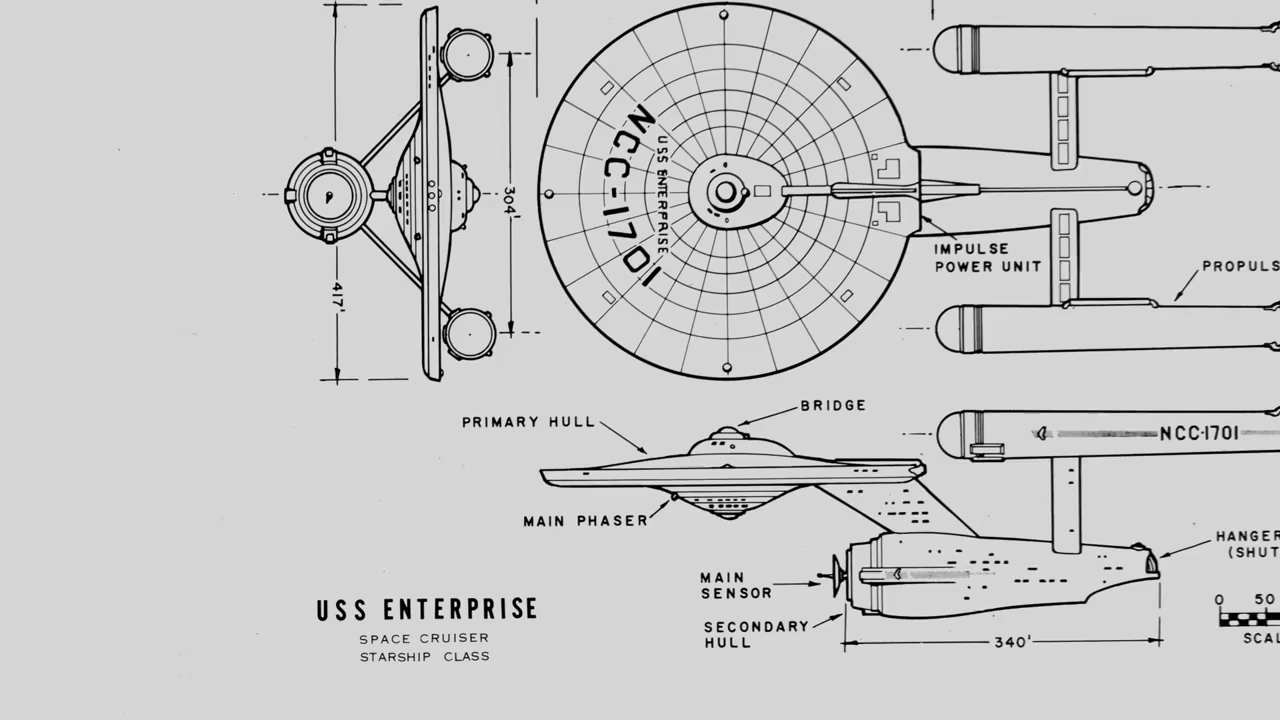 304'
417'
NCC-1701
USS ENTERPRISE
IMPULSE
POWER UNIT
PROPULS
BRIDGE
PRIMARY HULL
NCC-1701
MAIN PHASER
HANGER
(SHUT
MAIN
SENSOR
SECONDARY
HULL
340'
0 50
SCAL
USS ENTERPRISE
SPACE CRUISER
STARSHIP CLASS